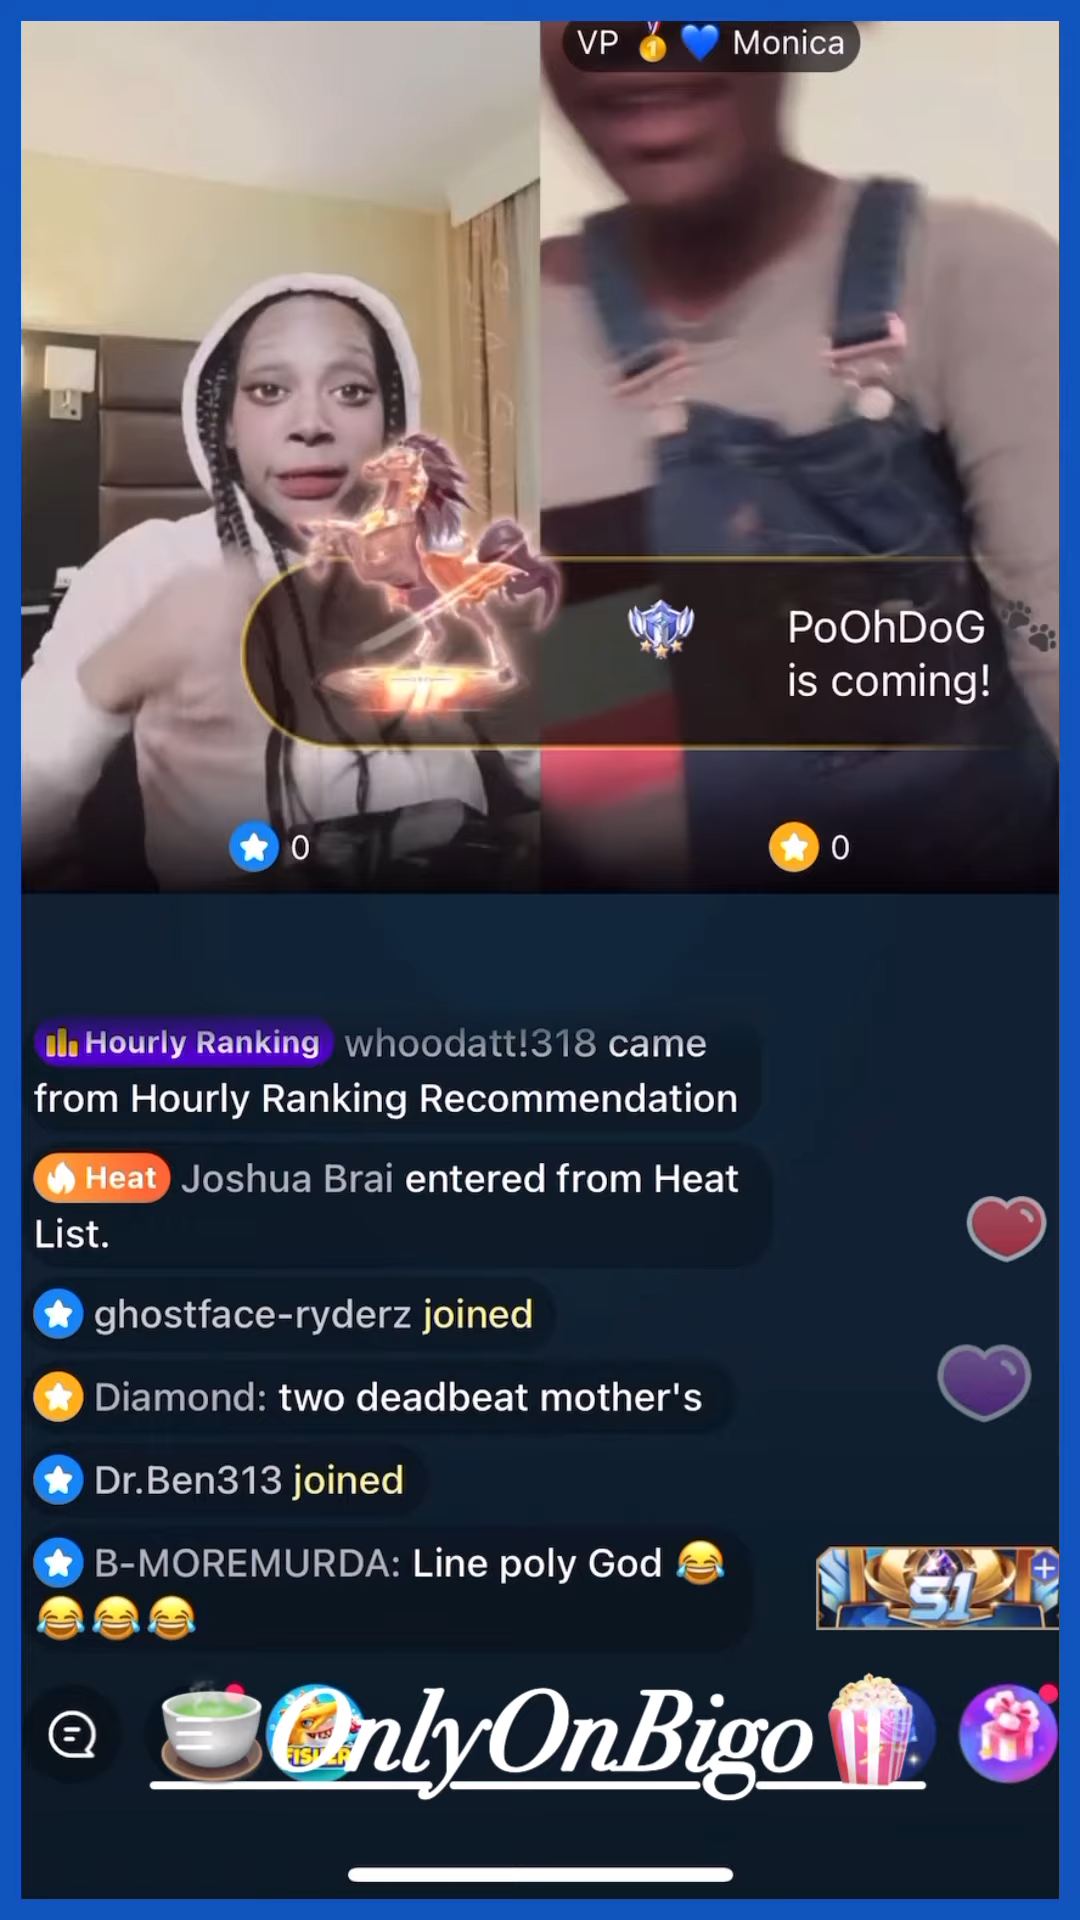 VP 🥇 💙 Monica
PoOhDoG 🐾
is coming!
0
0
Hourly Ranking whoodatt!318 came
from Hourly Ranking Recommendation
Heat Joshua Brai entered from Heat
List.
ghostface-ryderz joined
Diamond: two deadbeat mother's
Dr.Ben313 joined
B-MOREMURDA: Line poly God 😂
😂😂😂
S1
🍵 OnlyOnBigo 🍿